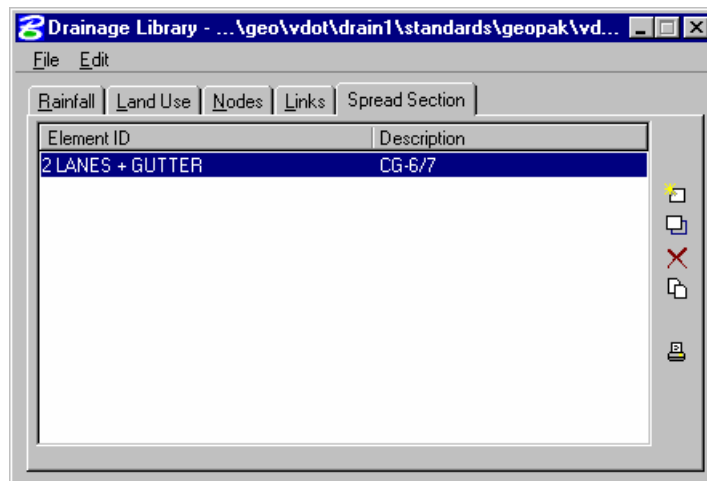 Drainage Library - ...\geo\vdot\drain1\standards\geopak\vd...
File Edit
Rainfall Land Use Nodes Links Spread Section
Element ID Description
2 LANES + GUTTER CG-6/7